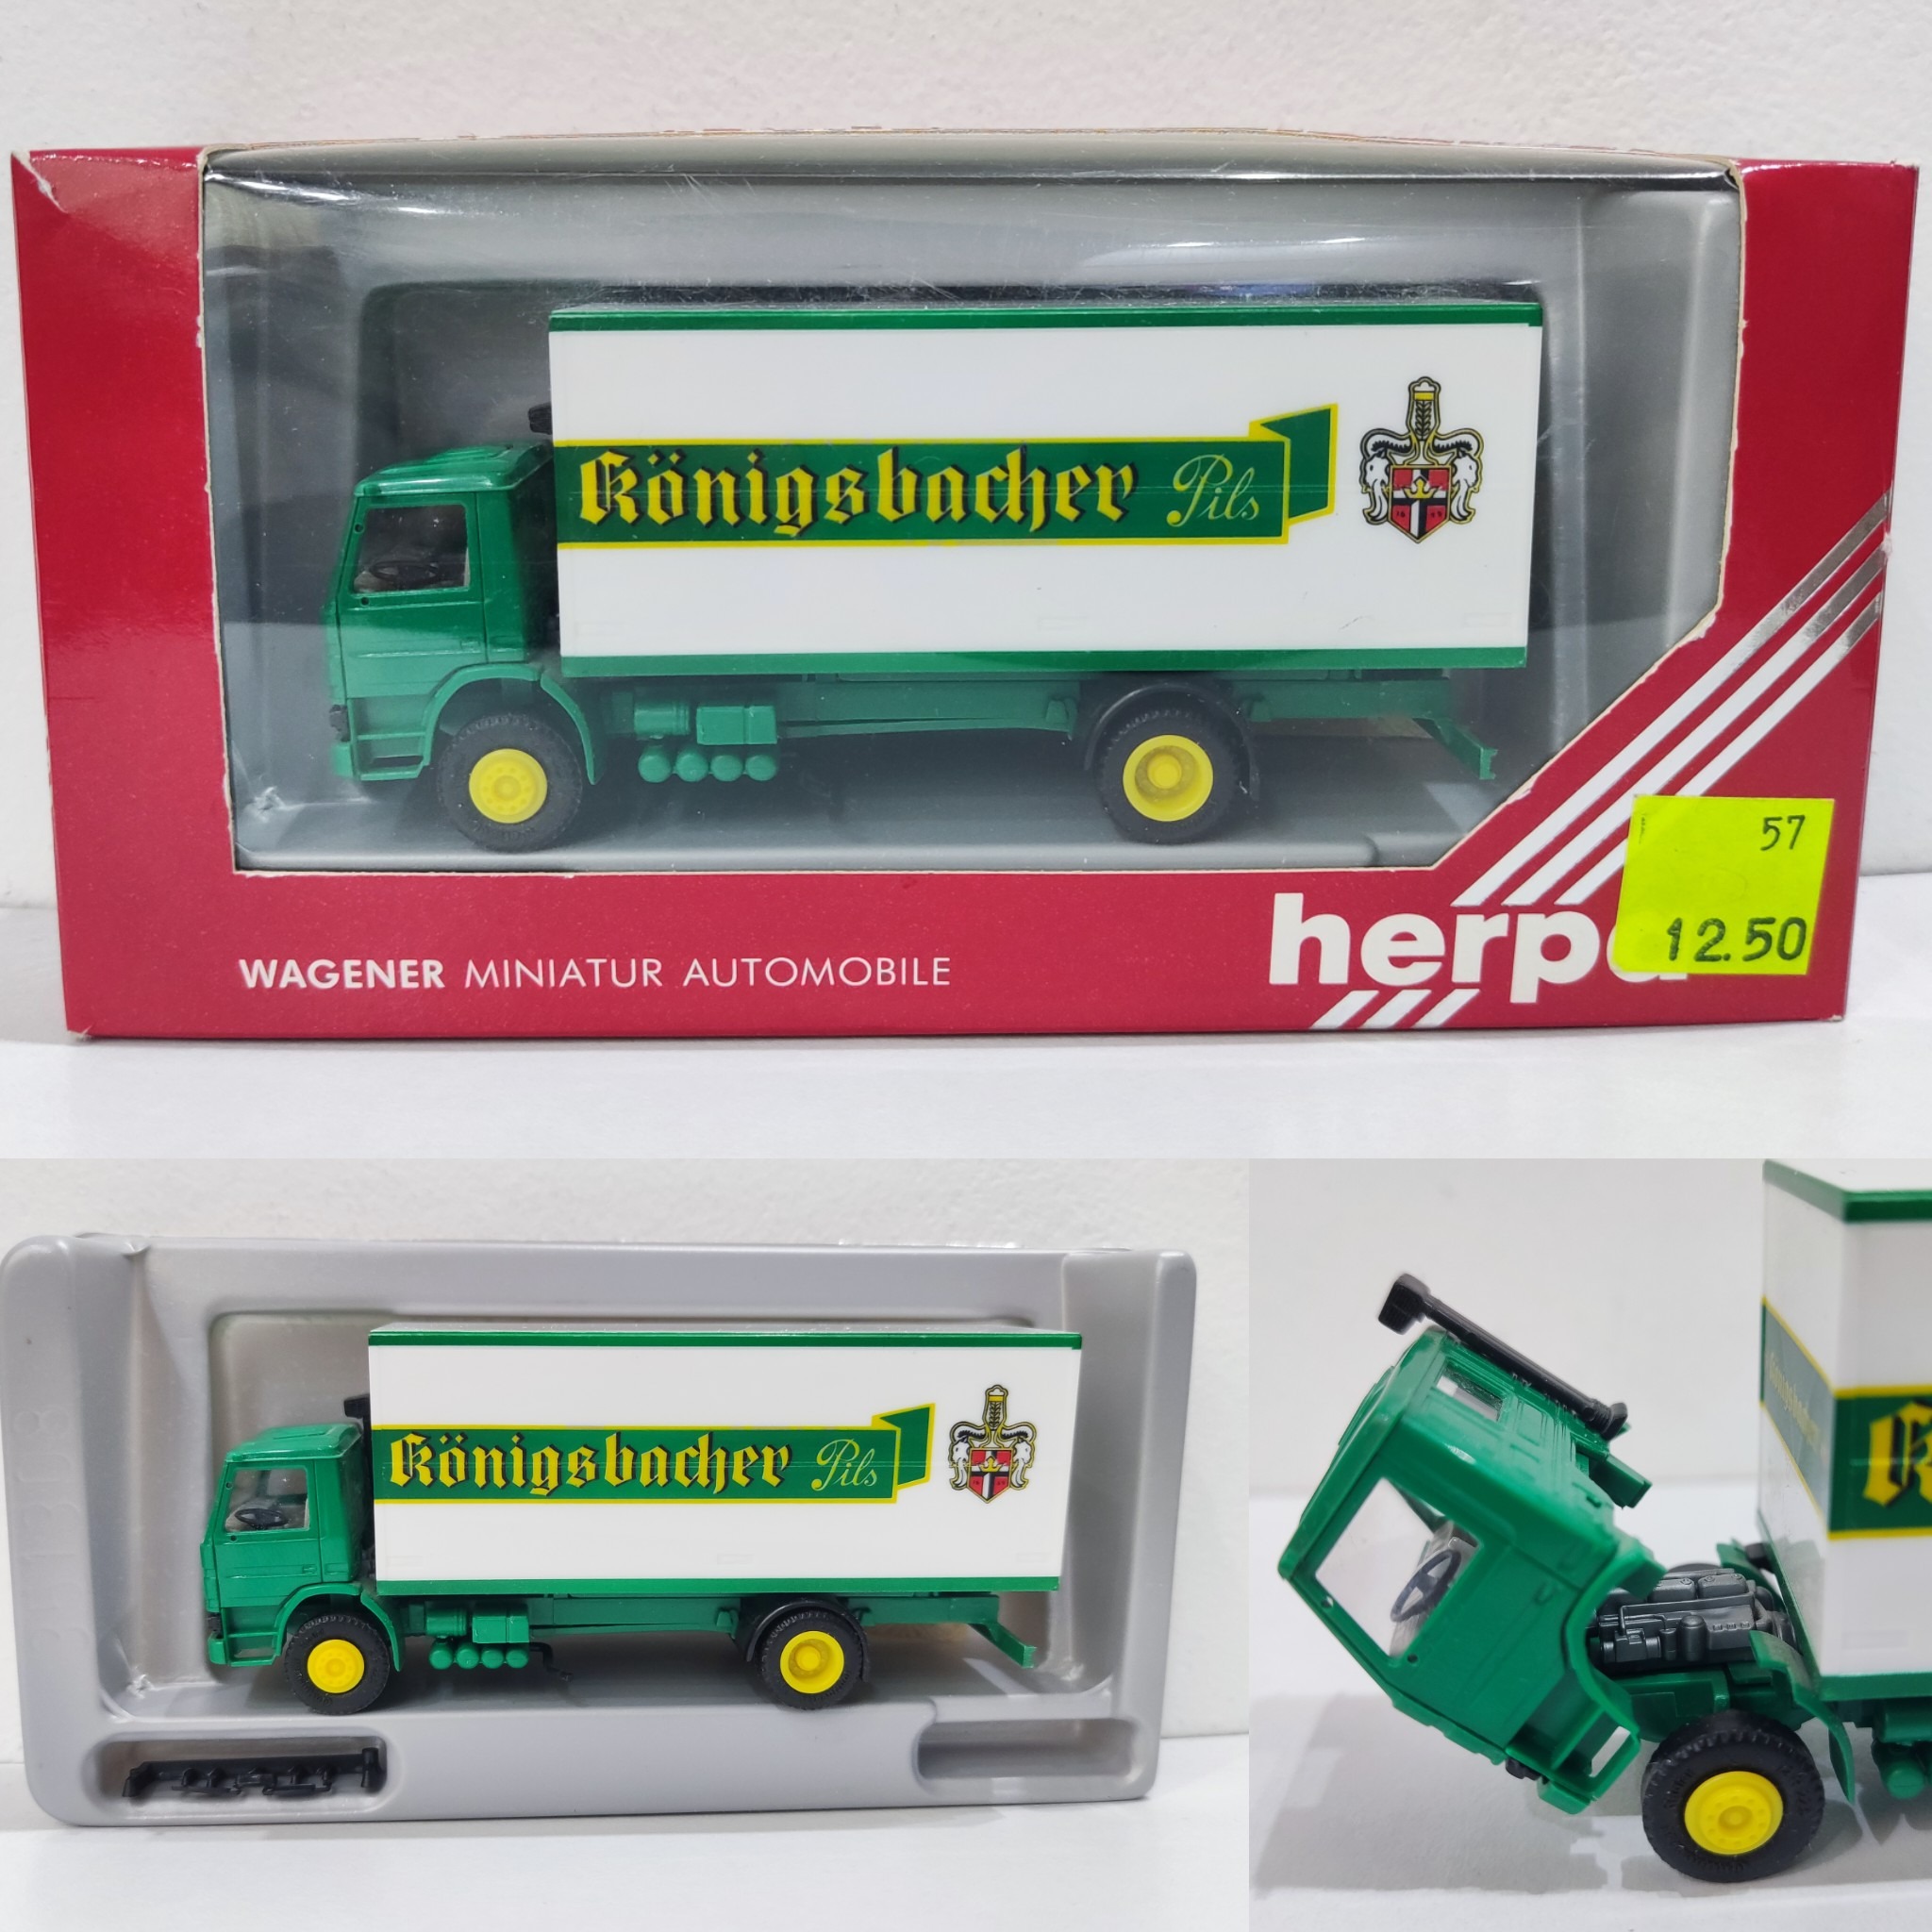 Königsbacher Pils
57
12.50
WAGENER MINIATUR AUTOMOBILE
herpa
Königsbacher Pils